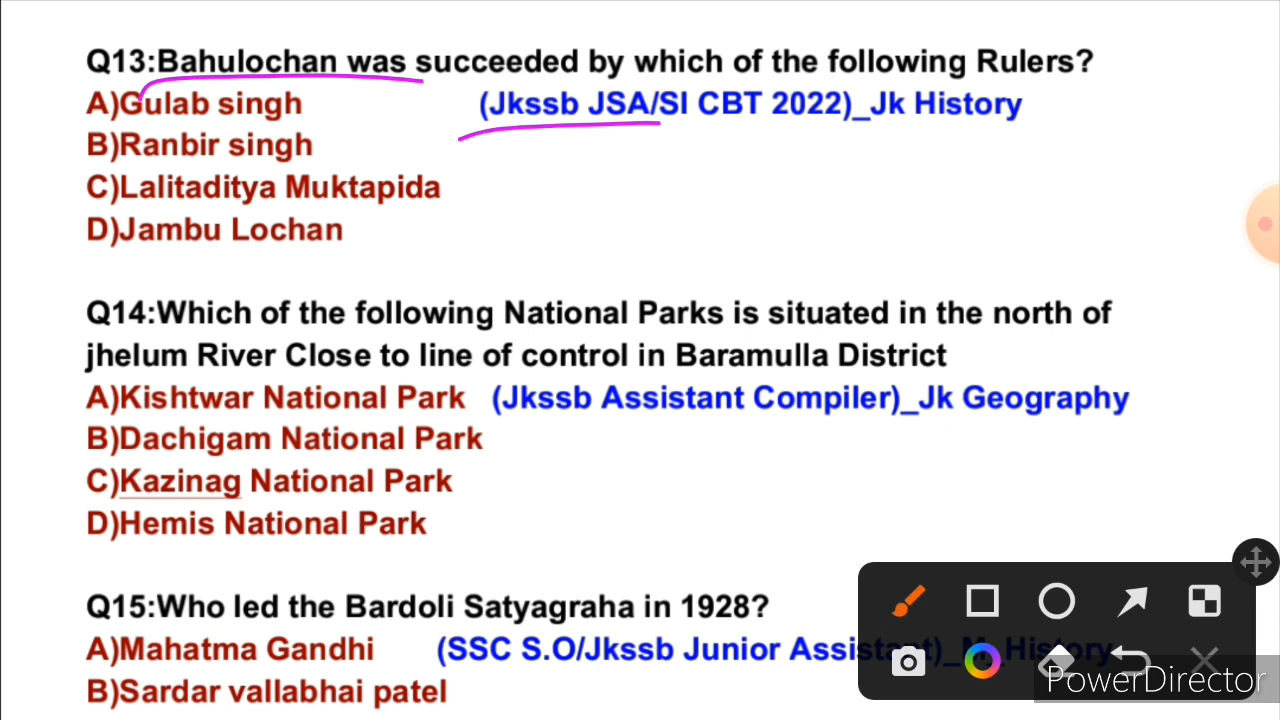 Q13:Bahulochan was succeeded by which of the following Rulers?
A)Gulab singh (Jkssb JSA/SI CBT 2022)_Jk History
B)Ranbir singh
C)Lalitaditya Muktapida
D)Jambu Lochan
Q14:Which of the following National Parks is situated in the north of
jhelum River Close to line of control in Baramulla District
A)Kishtwar National Park (Jkssb Assistant Compiler)_Jk Geography
B)Dachigam National Park
C)Kazinag National Park
D)Hemis National Park
Q15:Who led the Bardoli Satyagraha in 1928?
A)Mahatma Gandhi (SSC S.O/Jkssb Junior Assistant)_M History
B)Sardar vallabhai patel
PowerDirector